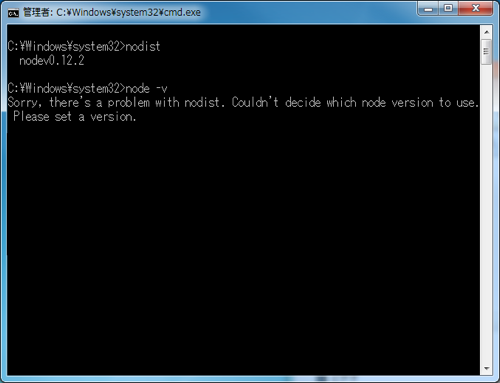 管理者: C:¥Windows¥system32¥cmd.exe
C:¥Windows¥system32>nodist
  nodev0.12.2
C:¥Windows¥system32>node -v
Sorry, there's a problem with nodist. Couldn't decide which node version to use.
 Please set a version.